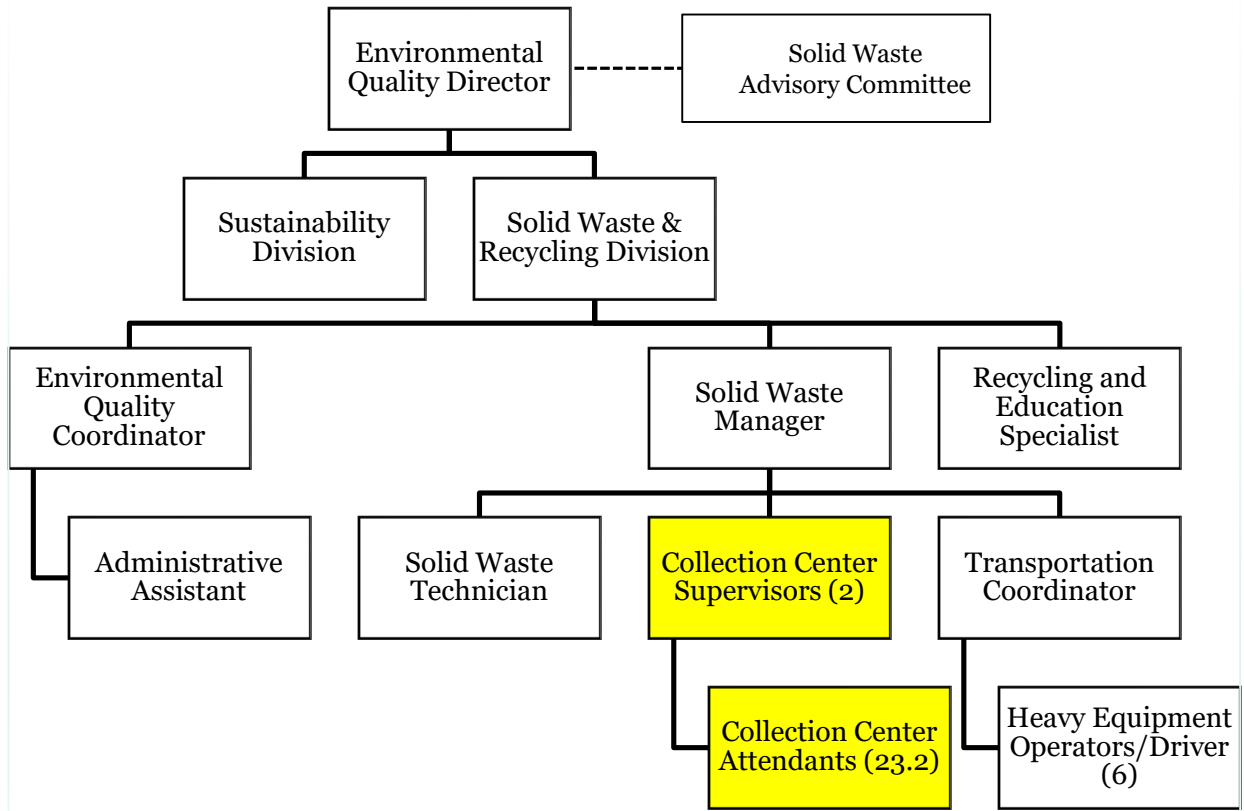 Environmental
Quality Director
Solid Waste
Advisory Committee
Sustainability
Division
Solid Waste &
Recycling Division
Environmental
Quality
Coordinator
Solid Waste
Manager
Recycling and
Education
Specialist
Administrative
Assistant
Solid Waste
Technician
Collection Center
Supervisors (2)
Transportation
Coordinator
Collection Center
Attendants (23.2)
Heavy Equipment
Operators/Driver
(6)